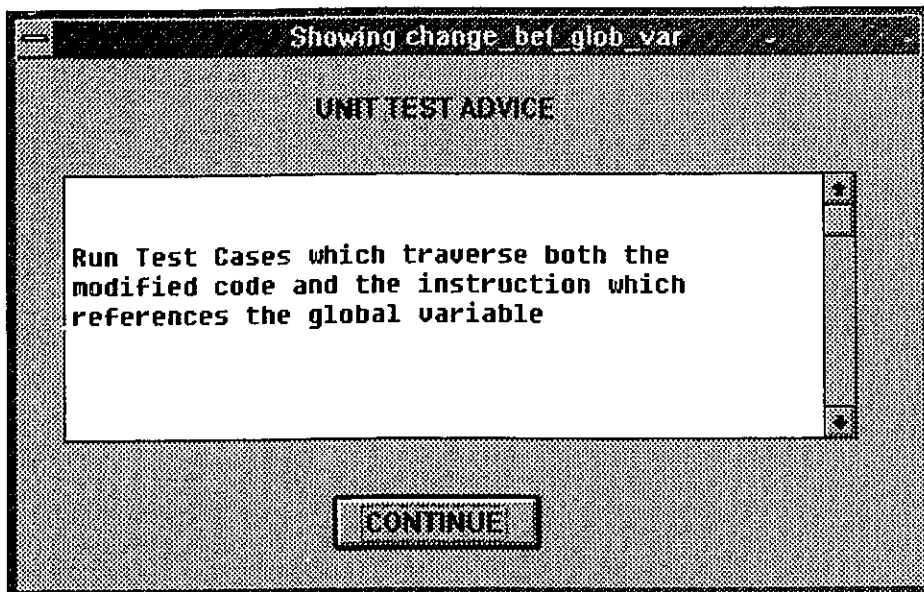 Showing change_bef_glob_var
UNIT TEST ADVICE
Run Test Cases which traverse both the
modified code and the instruction which
references the global variable
CONTINUE